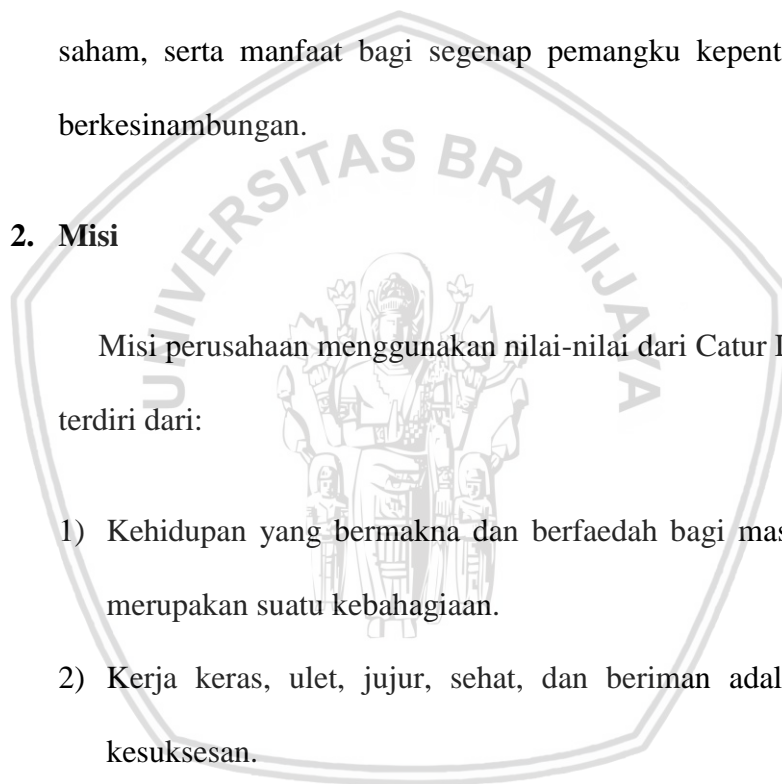 saham, serta manfaat bagi segenap pemangku kepent
berkesinambungan.
UNIVERSITAS BRAWIJAYA
2. Misi
Misi perusahaan menggunakan nilai-nilai dari Catur
terdiri dari:
1) Kehidupan yang bermakna dan berfaedah bagi mas
merupakan suatu kebahagiaan.
2) Kerja keras, ulet, jujur, sehat, dan beriman adal
kesuksesan.